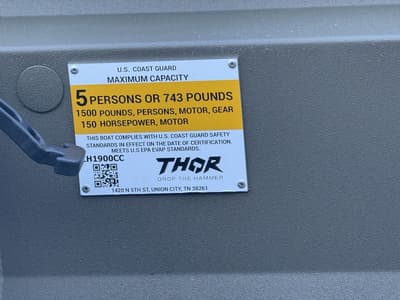 U.S. COAST GUARD
MAXIMUM CAPACITY
5 PERSONS OR 743 POUNDS
1500 POUNDS, PERSONS, MOTOR, GEAR
150 HORSEPOWER, MOTOR
THIS BOAT COMPLIES WITH U.S. COAST GUARD SAFETY
STANDARDS IN EFFECT ON THE DATE OF CERTIFICATION.
MEETS U.S EPA EVAP STANDARDS.
LH1900CC
THOR
DROP THE HAMMER
1420 N 5TH ST, UNION CITY, TN 38261